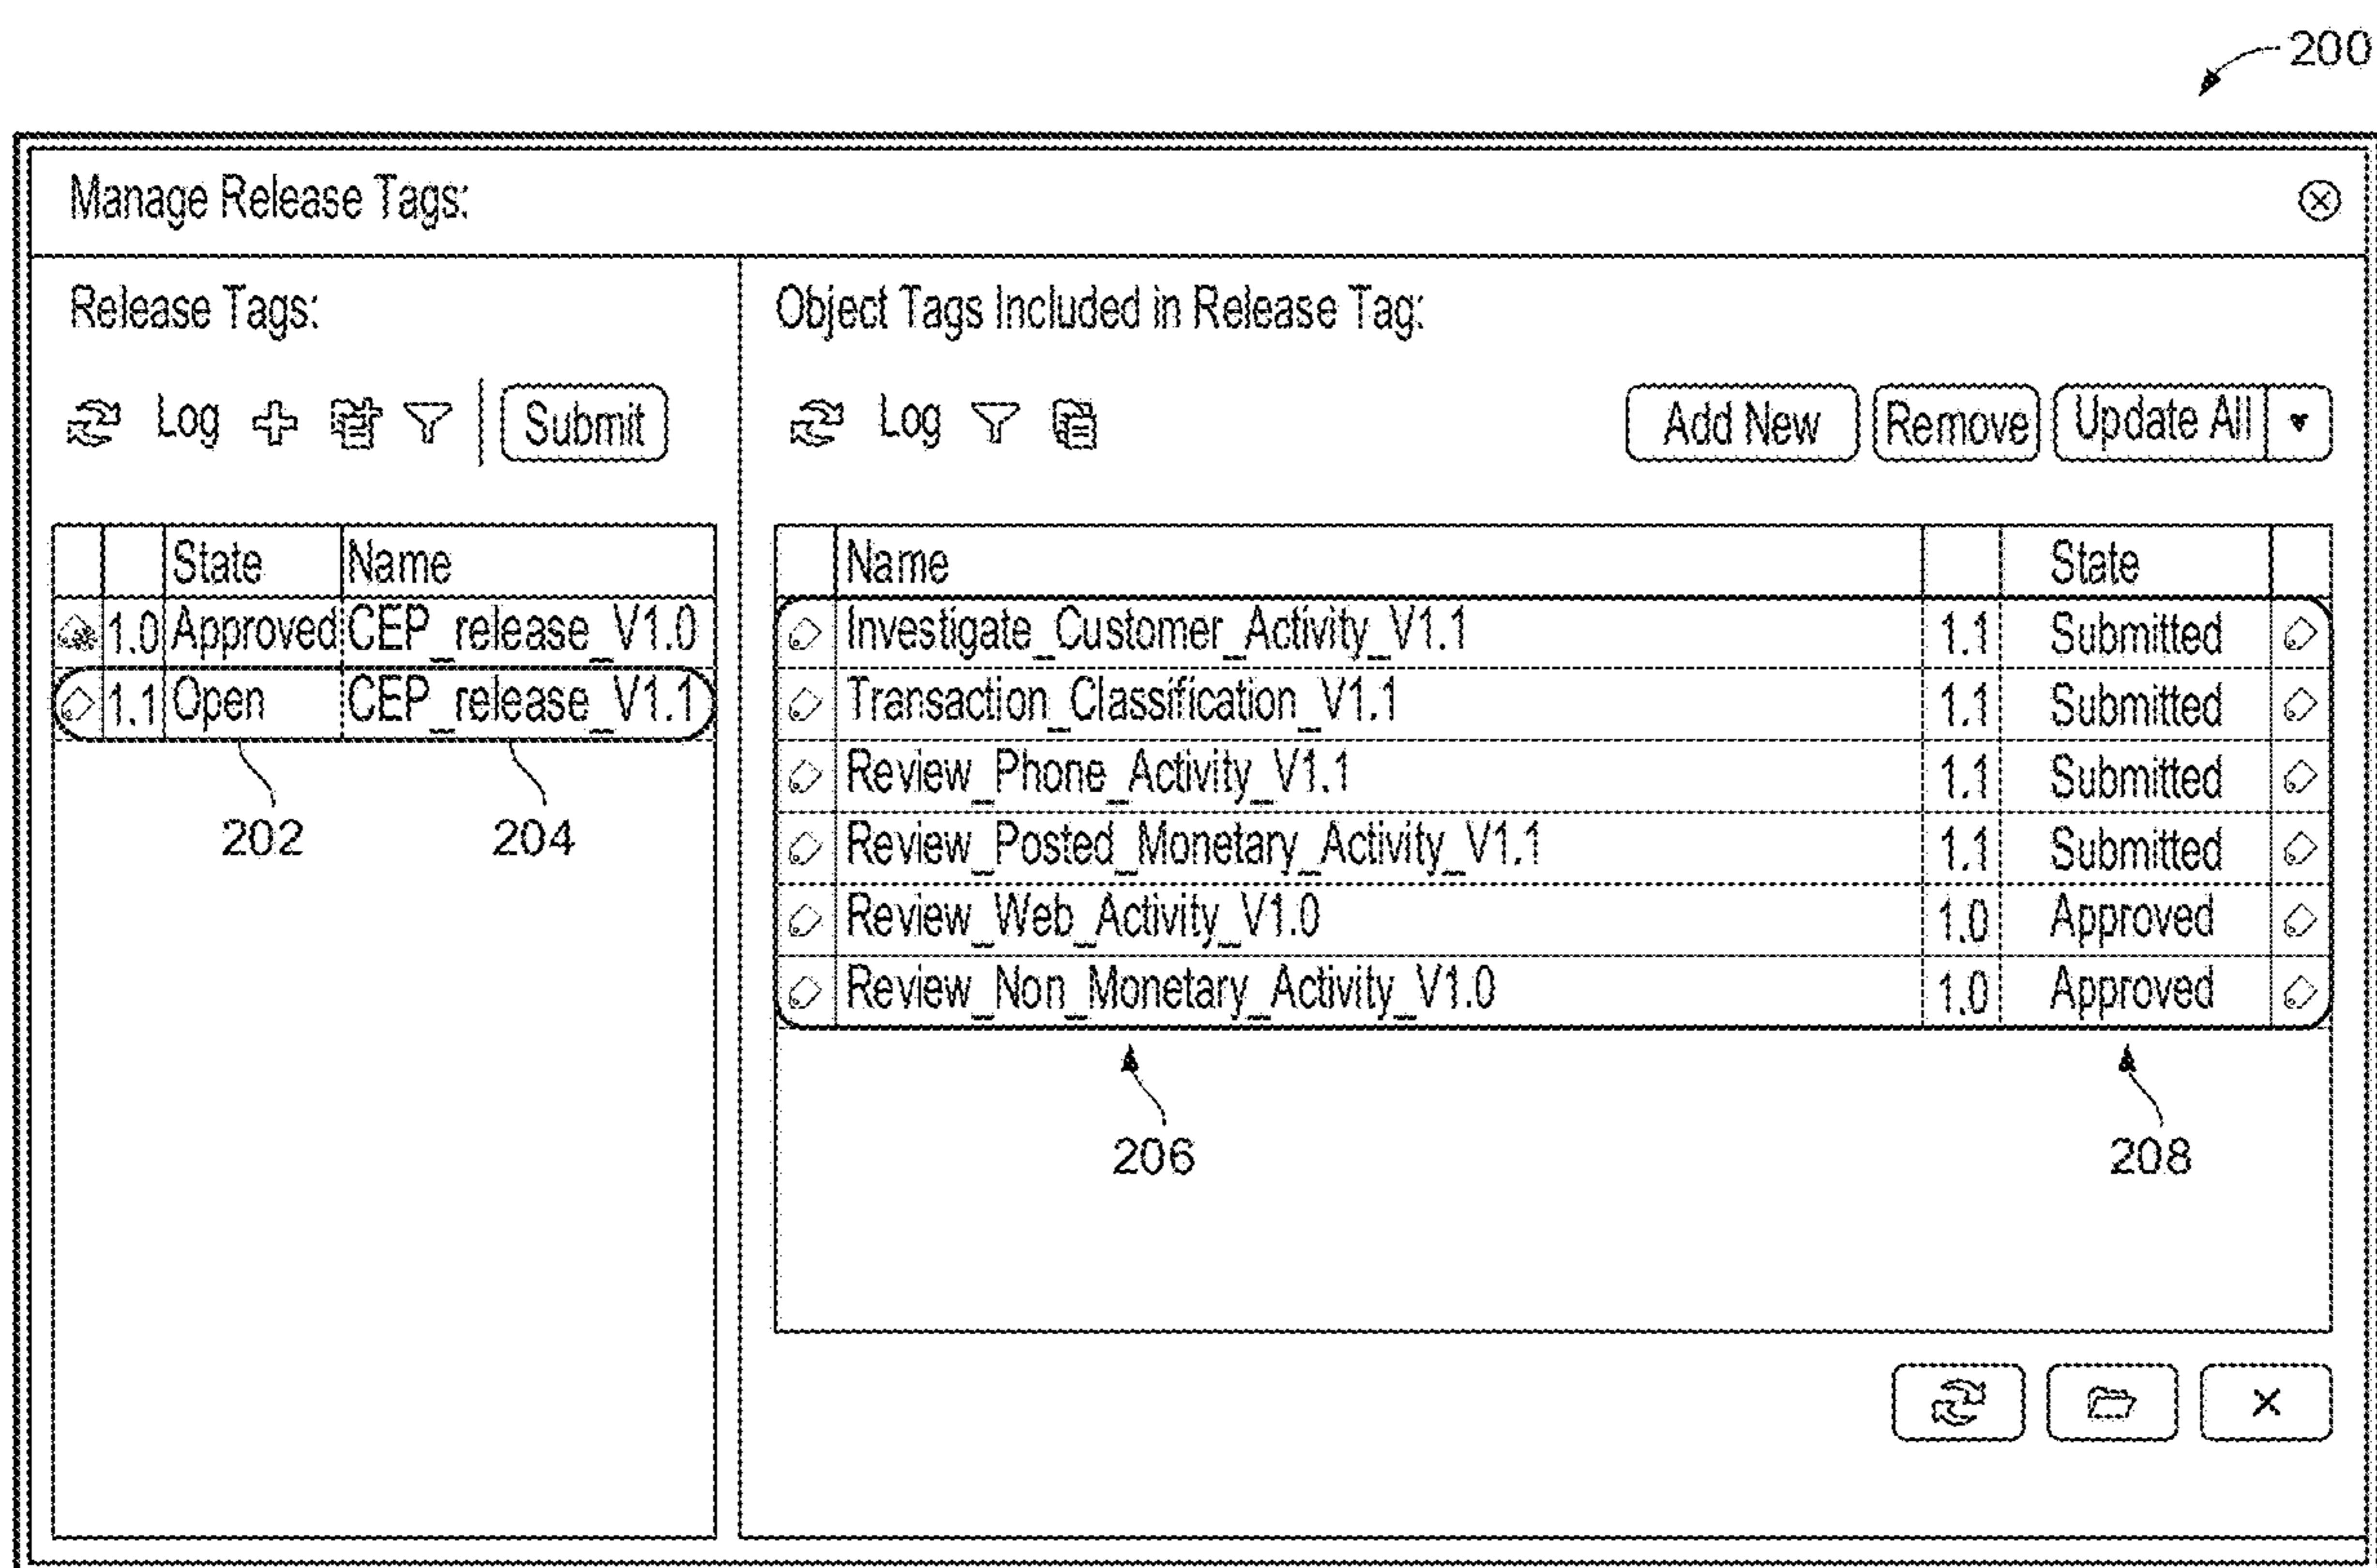 200
Manage Release Tags:
Release Tags:
Log Submit
State Name
1.0 Approved CEP_release_V1.0
1.1 Open CEP_release_V1.1
202 204
Object Tags Included in Release Tag:
Log Add New Remove Update All
Name State
Investigate_Customer_Activity_V1.1 1.1 Submitted
Transaction_Classification_V1.1 1.1 Submitted
Review_Phone_Activity_V1.1 1.1 Submitted
Review_Posted_Monetary_Activity_V1.1 1.1 Submitted
Review_Web_Activity_V1.0 1.0 Approved
Review_Non_Monetary_Activity_V1.0 1.0 Approved
206 208